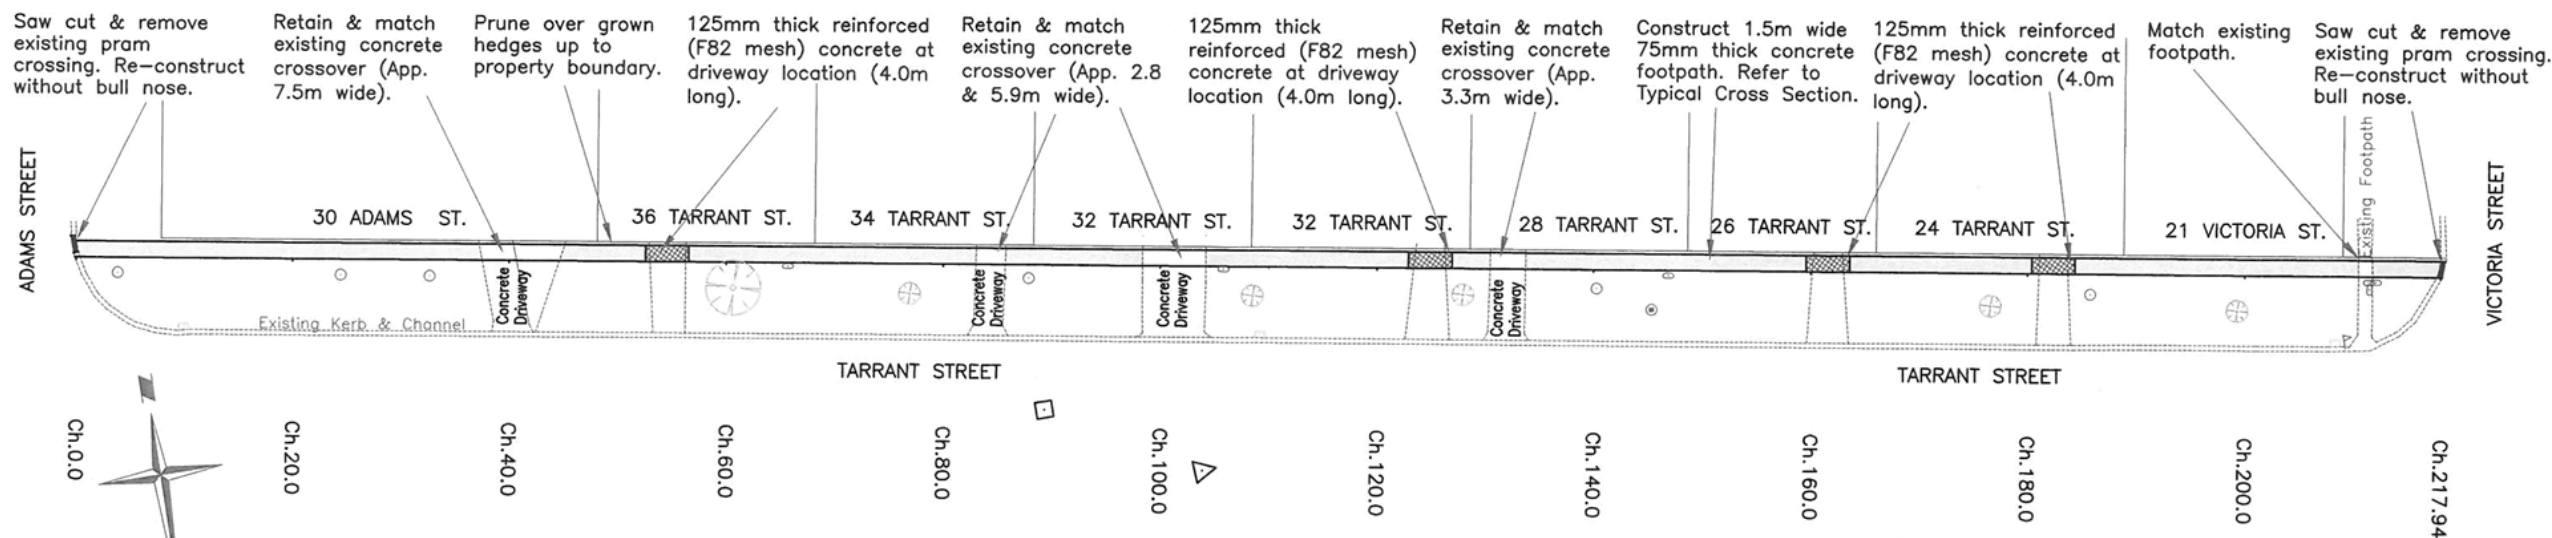 Saw cut & remove
existing pram
crossing. Re-construct
without bull nose.
Retain & match
existing concrete
crossover (App.
7.5m wide).
Prune over grown
hedges up to
property boundary.
125mm thick reinforced
(F82 mesh) concrete at
driveway location (4.0m
long).
Retain & match
existing concrete
crossover (App. 2.8
& 5.9m wide).
125mm thick
reinforced (F82 mesh)
concrete at driveway
location (4.0m long).
Retain & match
existing concrete
crossover (App.
3.3m wide).
Construct 1.5m wide
75mm thick concrete
footpath. Refer to
Typical Cross Section.
125mm thick reinforced
(F82 mesh) concrete at
driveway location (4.0m
long).
Match existing
footpath.
Saw cut & remove
existing pram crossing.
Re-construct without
bull nose.
ADAMS STREET
30 ADAMS ST.
36 TARRANT ST.
34 TARRANT ST.
32 TARRANT ST.
32 TARRANT ST.
28 TARRANT ST.
26 TARRANT ST.
24 TARRANT ST.
21 VICTORIA ST.
Existing Footpath
VICTORIA STREET
Existing Kerb & Channel
Concrete
Driveway
Concrete
Driveway
Concrete
Driveway
Concrete
Driveway
TARRANT STREET
TARRANT STREET
Ch.0.0
Ch.20.0
Ch.40.0
Ch.60.0
Ch.80.0
Ch.100.0
Ch.120.0
Ch.140.0
Ch.160.0
Ch.180.0
Ch.200.0
Ch.217.94